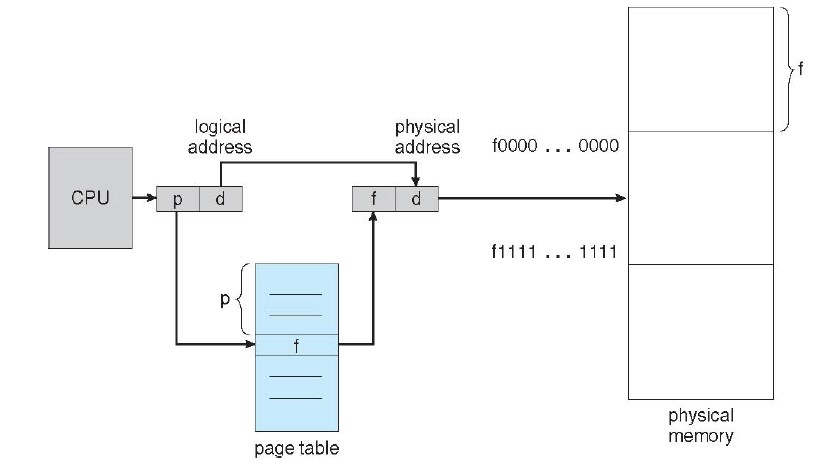 f
logical
address
physical
address
f0000 ... 0000
CPU
p
d
f
d
f1111 ... 1111
p
f
page table
physical
memory